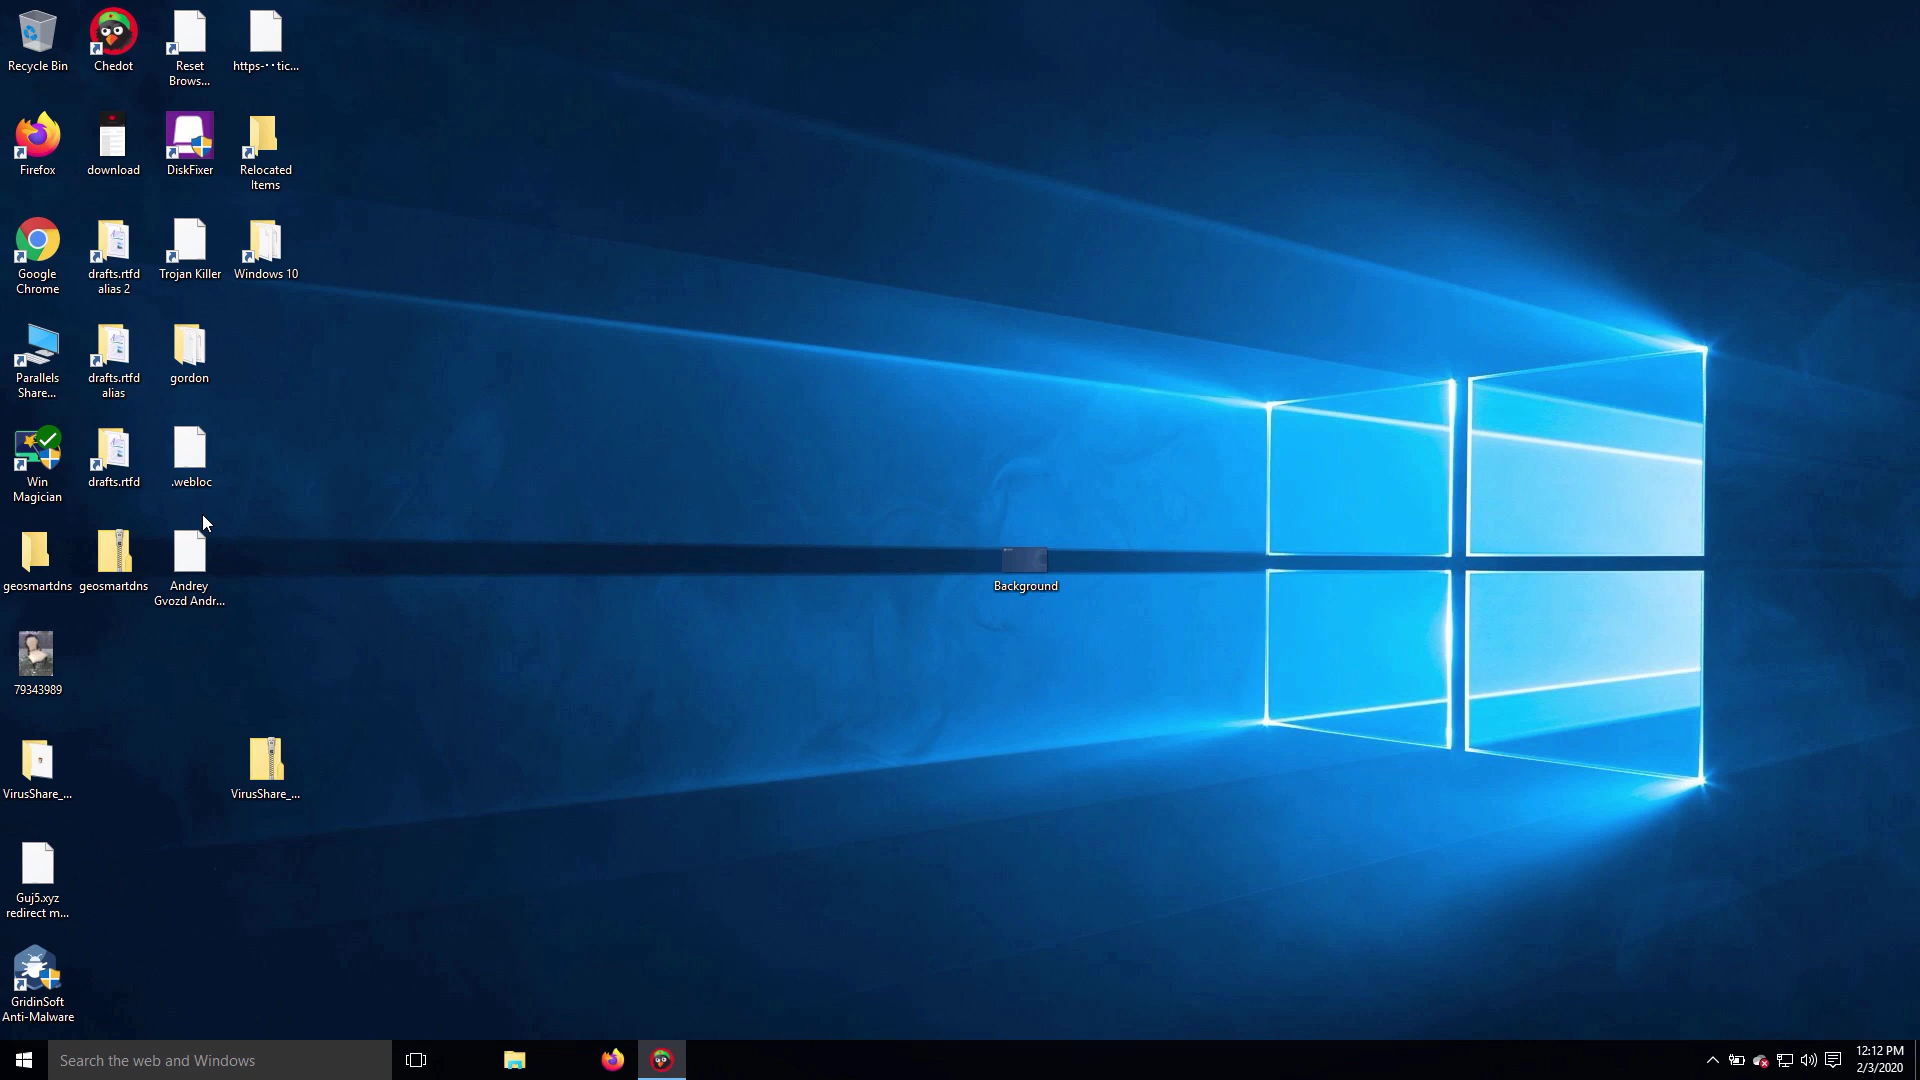 Recycle Bin
Chedot
Reset
Brows...
https-··tic...
Firefox
download
DiskFixer
Relocated
Items
Google
Chrome
drafts.rtfd
alias 2
Trojan Killer
Windows 10
Parallels
Share...
drafts.rtfd
alias
gordon
Win
Magician
drafts.rtfd
.webloc
geosmartdns
geosmartdns
Andrey
Gvozd Andr...
Background
79343989
VirusShare_...
VirusShare_...
Guj5.xyz
redirect m...
GridinSoft
Anti-Malware
Search the web and Windows
12:12 PM
2/3/2020